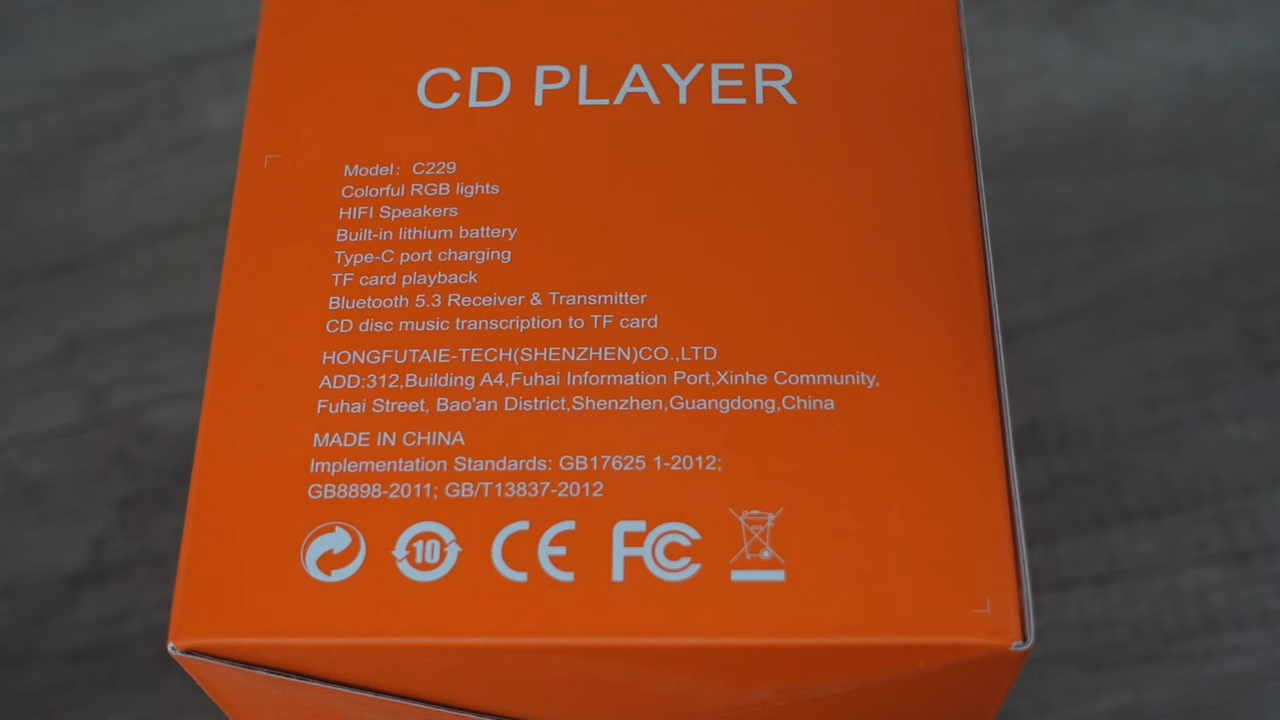 CD PLAYER
Model: C229
Colorful RGB lights
HIFI Speakers
Built-in lithium battery
Type-C port charging
TF card playback
Bluetooth 5.3 Receiver & Transmitter
CD disc music transcription to TF card
HONGFUTAIE-TECH(SHENZHEN)CO.,LTD
ADD:312,Building A4,Fuhai Information Port,Xinhe Community,
Fuhai Street, Bao'an District,Shenzhen,Guangdong,China
MADE IN CHINA
Implementation Standards: GB17625 1-2012;
GB8898-2011; GB/T13837-2012
10 CE FC